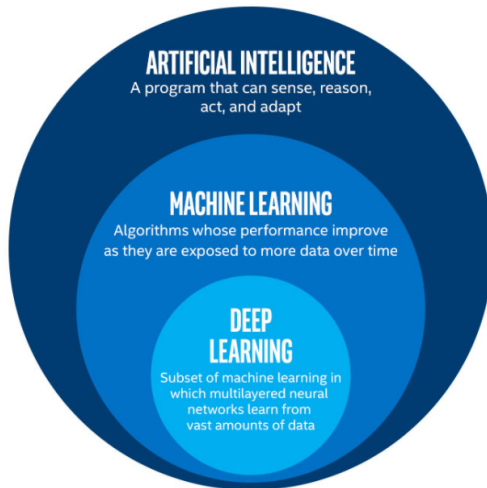 ARTIFICIAL INTELLIGENCE
A program that can sense, reason,
act, and adapt
MACHINE LEARNING
Algorithms whose performance improve
as they are exposed to more data over time
DEEP
LEARNING
Subset of machine learning in
which multilayered neural
networks learn from
vast amounts of data